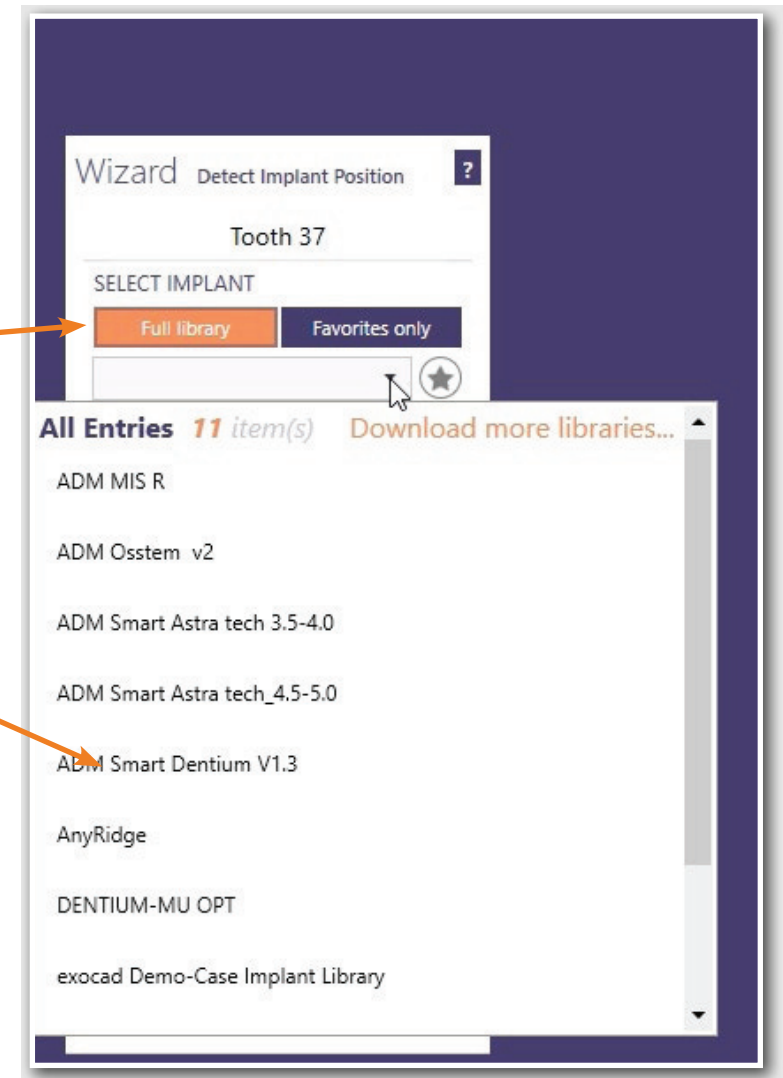 Wizard Detect Implant Position ?
Tooth 37
SELECT IMPLANT
Full library Favorites only
All Entries 11 item(s) Download more libraries...
ADM MIS R
ADM Osstem v2
ADM Smart Astra tech 3.5-4.0
ADM Smart Astra tech_4.5-5.0
ADM Smart Dentium V1.3
AnyRidge
DENTIUM-MU OPT
exocad Demo-Case Implant Library